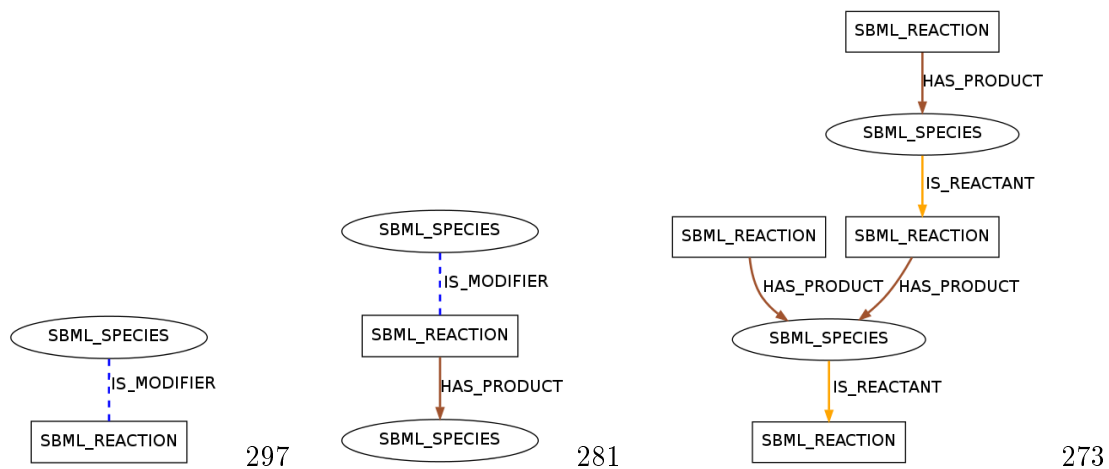 SBML_SPECIES
IS_MODIFIER
SBML_REACTION
297
SBML_SPECIES
IS_MODIFIER
SBML_REACTION
HAS_PRODUCT
SBML_SPECIES
281
SBML_REACTION
HAS_PRODUCT
SBML_SPECIES
IS_REACTANT
SBML_REACTION
SBML_REACTION
HAS_PRODUCT
HAS_PRODUCT
SBML_SPECIES
IS_REACTANT
SBML_REACTION
273